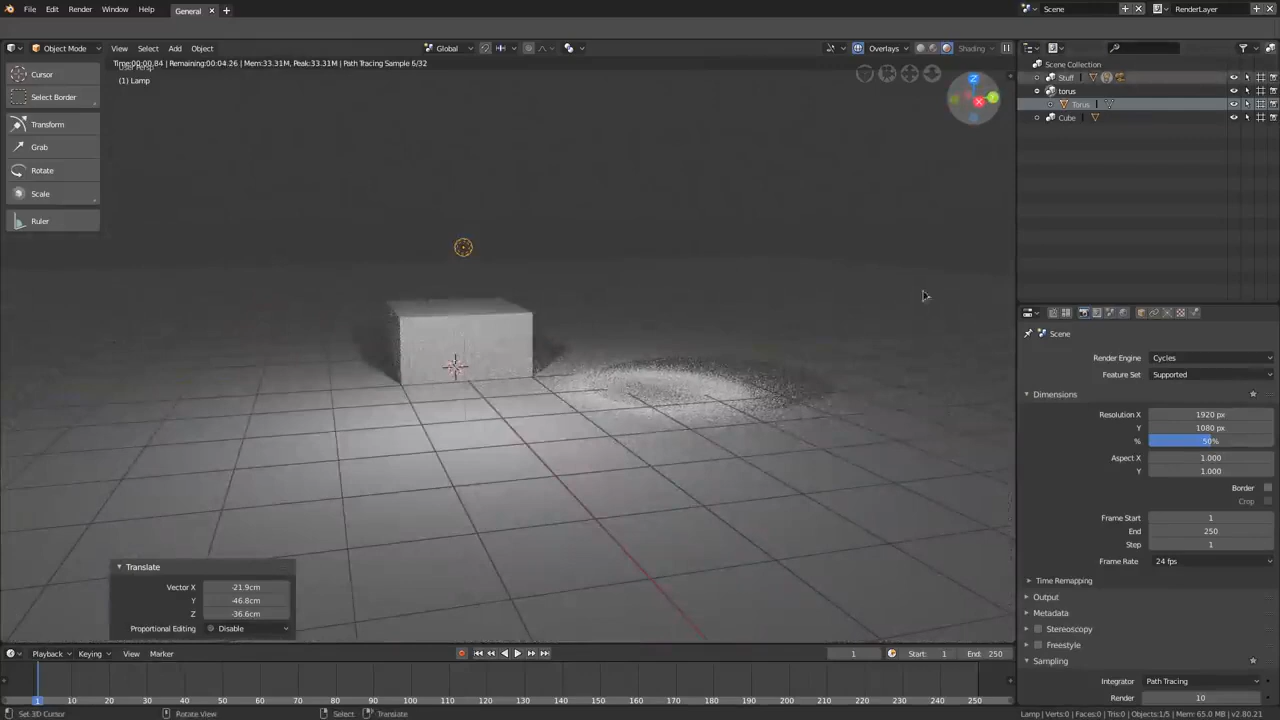 File Edit Render Window Help General Scene RenderLayer
Object Mode View Select Add Object Global Overlays Shading
Time:00:00.84 | Remaining:00:04.26 | Mem:33.31M, Peak:33.31M | Path Tracing Sample 6/32
(1) Lamp
Cursor
Select Border
Transform
Grab
Rotate
Scale
Ruler
Z
Y
X
Scene Collection
Stuff
torus
Torus
Cube
Scene
Render Engine Cycles
Feature Set Supported
Dimensions
Resolution X 1920 px
Y 1080 px
% 50%
Aspect X 1.000
Y 1.000
Border
Crop
Frame Start 1
End 250
Step 1
Frame Rate 24 fps
Time Remapping
Output
Metadata
Stereoscopy
Freestyle
Sampling
Integrator Path Tracing
Render 10
Translate
Vector X -21.9cm
Y -46.8cm
Z -36.6cm
Proportional Editing Disable
Playback Keying View Marker 1 Start: 1 End: 250
1 10 20 30 40 50 60 70 80 90 100 110 120 130 140 150 160 170 180 190 200 210 220 230 240 250
Set 3D Cursor Rotate View Select Translate Lamp | Verts:0 | Faces:0 | Tris:0 | Objects:1/5 | Mem: 65.0 MB | v2.80.21